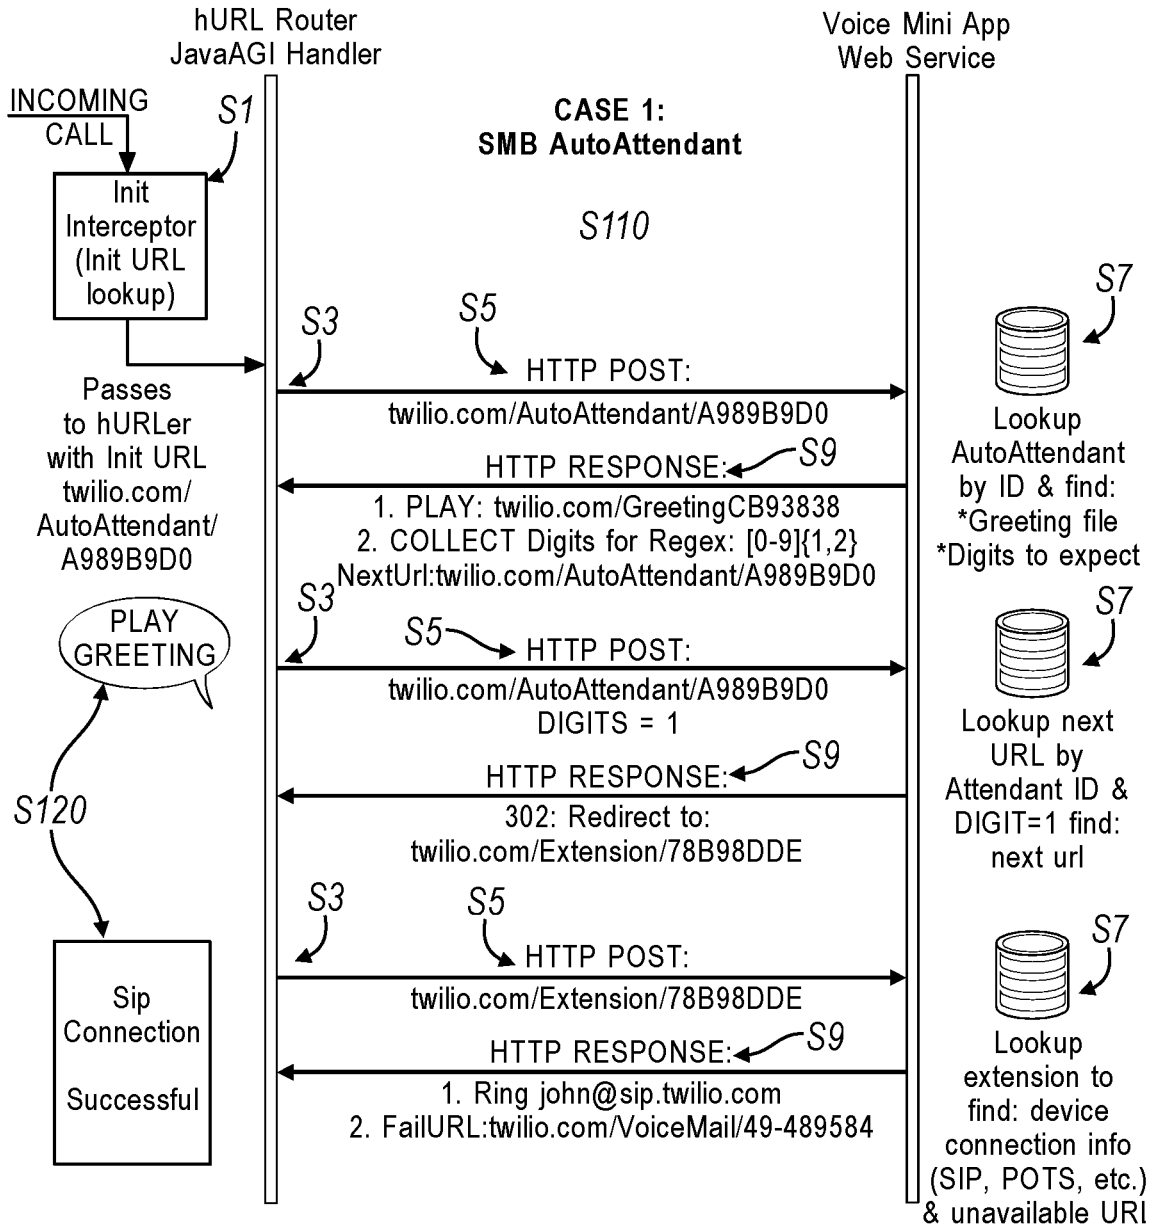 hURL Router
JavaAGI Handler
Voice Mini App
Web Service
INCOMING
CALL
S1
CASE 1:
SMB AutoAttendant
S110
Init
Interceptor
(Init URL
lookup)
S3
S5
S7
HTTP POST:
twilio.com/AutoAttendant/A989B9D0
Passes
to hURLer
with Init URL
twilio.com/
AutoAttendant/
A989B9D0
Lookup
AutoAttendant
by ID & find:
*Greeting file
*Digits to expect
HTTP RESPONSE:
S9
1. PLAY: twilio.com/GreetingCB93838
2. COLLECT Digits for Regex: [0-9]{1,2}
NextUrl:twilio.com/AutoAttendant/A989B9D0
S3
S5
S7
PLAY
GREETING
HTTP POST:
twilio.com/AutoAttendant/A989B9D0
DIGITS = 1
Lookup next
URL by
Attendant ID &
DIGIT=1 find:
next url
HTTP RESPONSE:
S9
S120
302: Redirect to:
twilio.com/Extension/78B98DDE
S3
S5
S7
HTTP POST:
twilio.com/Extension/78B98DDE
Sip
Connection
Successful
HTTP RESPONSE:
S9
1. Ring john@sip.twilio.com
2. FailURL:twilio.com/VoiceMail/49-489584
Lookup
extension to
find: device
connection info
(SIP, POTS, etc.)
& unavailable URI